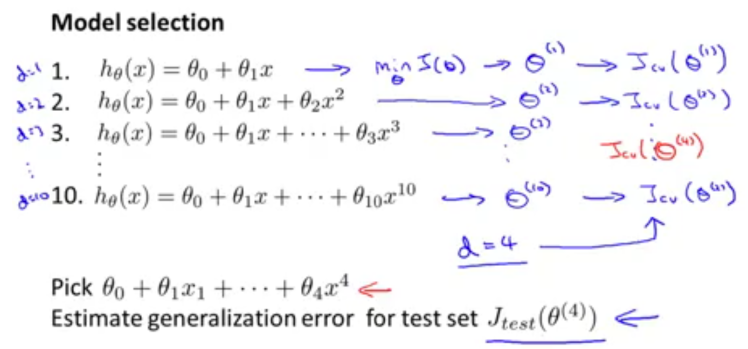 Model selection
d=1 1. hθ(x) = θ₀ + θ₁x → min_θ J(θ) → Θ⁽¹⁾ → Jcv(Θ⁽¹⁾)
d=2 2. hθ(x) = θ₀ + θ₁x + θ₂x² → Θ⁽²⁾ → Jcv(Θ⁽²⁾)
d=3 3. hθ(x) = θ₀ + θ₁x + ⋯ + θ₃x³ → Θ⁽³⁾
⋮ ⋮ ⋮ ⋮ Jcv(Θ⁽⁴⁾)
d=10 10. hθ(x) = θ₀ + θ₁x + ⋯ + θ₁₀x¹⁰ → Θ⁽¹⁰⁾ → Jcv(Θ⁽¹⁰⁾)
d=4
Pick θ₀ + θ₁x₁ + ⋯ + θ₄x⁴ ←
Estimate generalization error for test set Jtest(θ⁽⁴⁾) ←